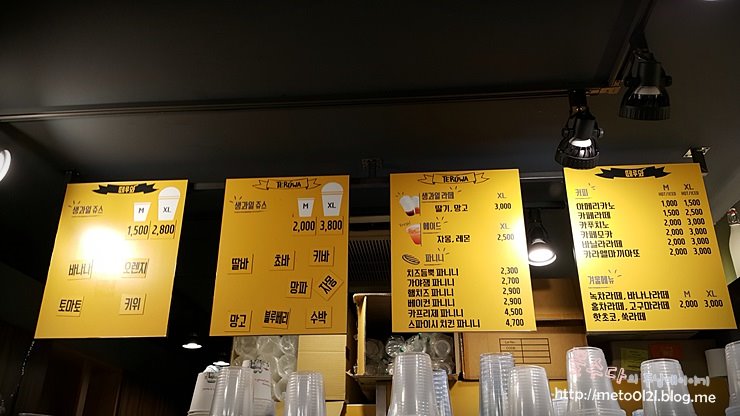 떼루와
생과일 쥬스
M XL
1,500 2,800
바나나 오렌지
토마토 키위
TERŪWA
생과일 쥬스
M XL
2,000 3,800
딸바 초바 키바
망파 자몽
망고 블루베리 수박
TERŪWA
생과일 라떼 XL
딸기, 망고 3,000
에이드 XL
자몽, 레몬 2,500
파니니
치즈듬뿍 파니니 2,300
가야잼 파니니 2,700
햄치즈 파니니 2,900
베이컨 파니니 2,900
카프리제 파니니 4,500
스파이시 치킨 파니니 4,700
떼루와
커피 M XL
HOT/ICED HOT/ICED
아메리카노 1,000 1,500
카페라떼 1,500 2,500
카푸치노 2,000 3,000
카페모카 2,000 3,000
바닐라라떼 2,000 3,000
카라멜마끼아또 2,000 3,000
겨울메뉴
녹차라떼, 바나나라떼 M XL
홍차라떼, 고구마라떼 2,000 3,000
핫초코, 쑥라떼
http://meto0121.blog.me